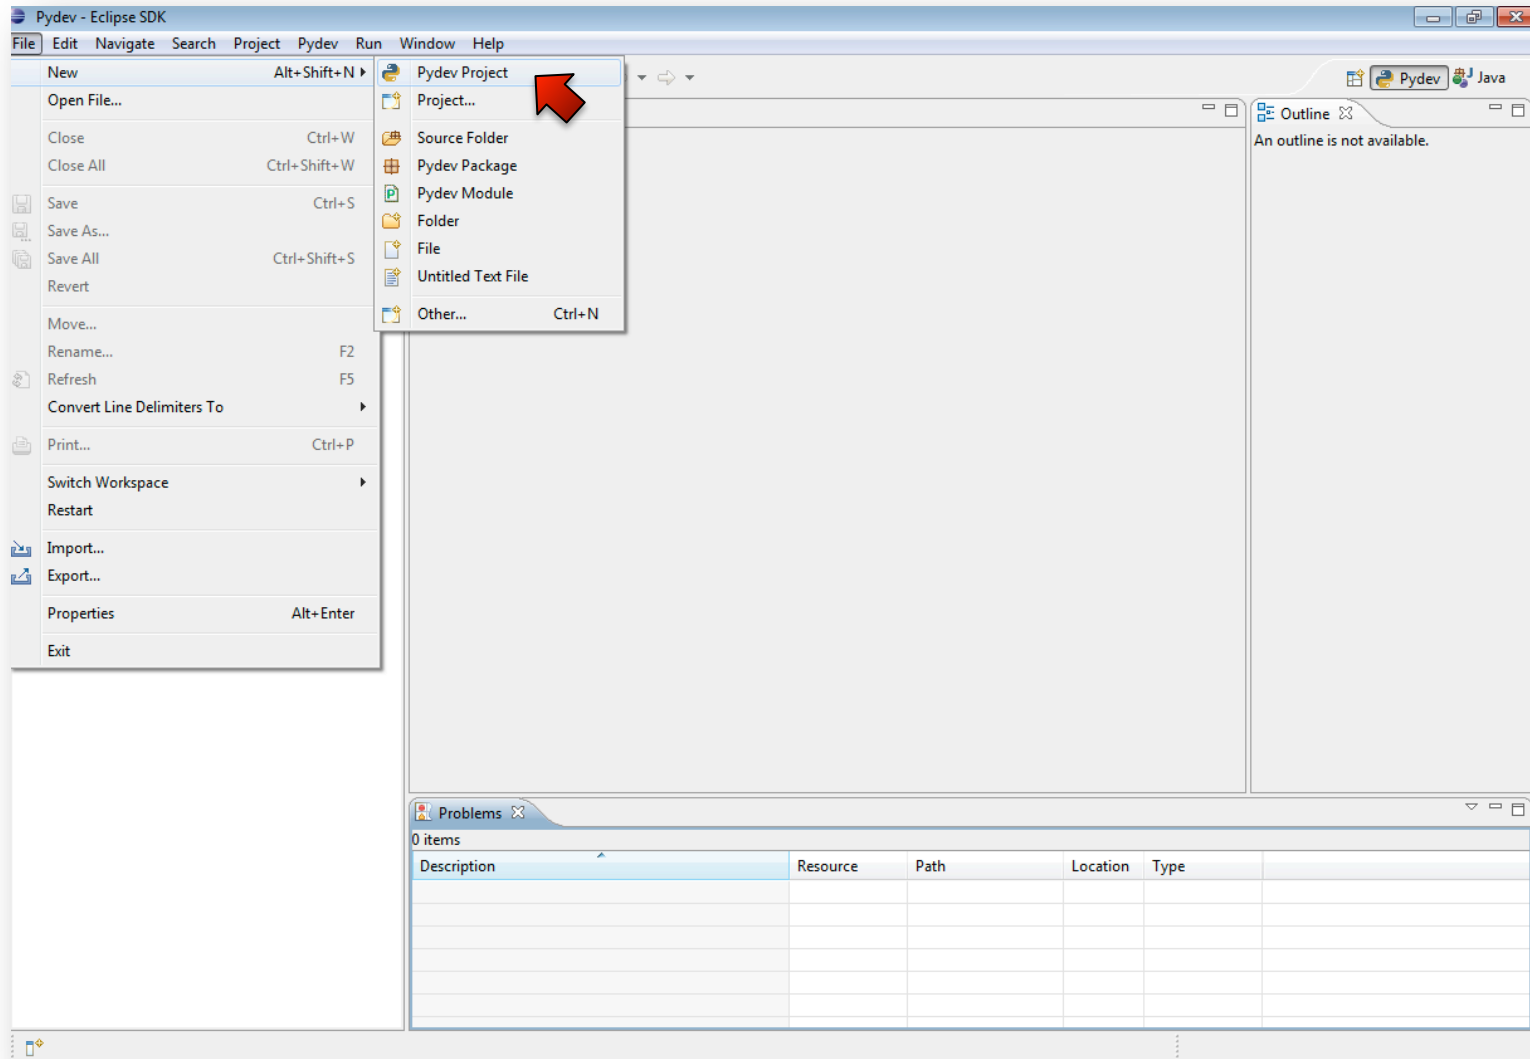 Pydev - Eclipse SDK
File Edit Navigate Search Project Pydev Run Window Help
New Alt+Shift+N
Open File...
Close Ctrl+W
Close All Ctrl+Shift+W
Save Ctrl+S
Save As...
Save All Ctrl+Shift+S
Revert
Move...
Rename... F2
Refresh F5
Convert Line Delimiters To
Print... Ctrl+P
Switch Workspace
Restart
Import...
Export...
Properties Alt+Enter
Exit
Pydev Project
Project...
Source Folder
Pydev Package
Pydev Module
Folder
File
Untitled Text File
Other... Ctrl+N
Pydev Java
Outline
An outline is not available.
Problems
0 items
Description Resource Path Location Type